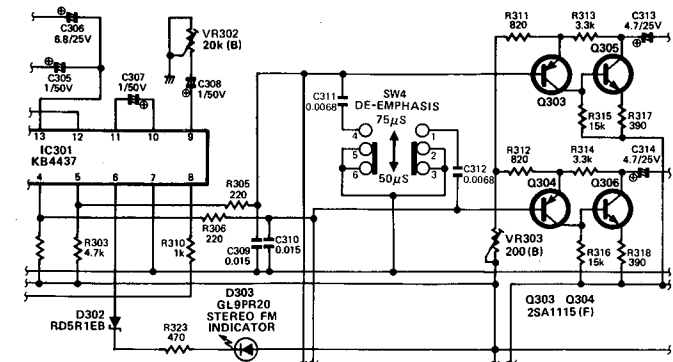 C306
6.8/25V
VR302
20k (B)
C305
1/50V
C307
1/50V
C308
1/50V
13 12 11 10 9
IC301
KB4437
4 5 6 7 8
R303
4.7k
R305
220
R306
220
R310
1k
C309
0.015
C310
0.015
D302
RD5R1EB
R323
470
D303
GL9PR20
STEREO FM
INDICATOR
C311
0.0068
SW4
DE-EMPHASIS
75µS
4 1
5 2
6 3
50µS
C312
0.0068
R311
820
R313
3.3k
C313
4.7/25V
Q305
Q303
R315
15k
R317
390
R312
820
R314
3.3k
C314
4.7/25V
Q304
Q306
VR303
200 (B)
R316
15k
R318
390
Q303 Q304
2SA1115 (F)